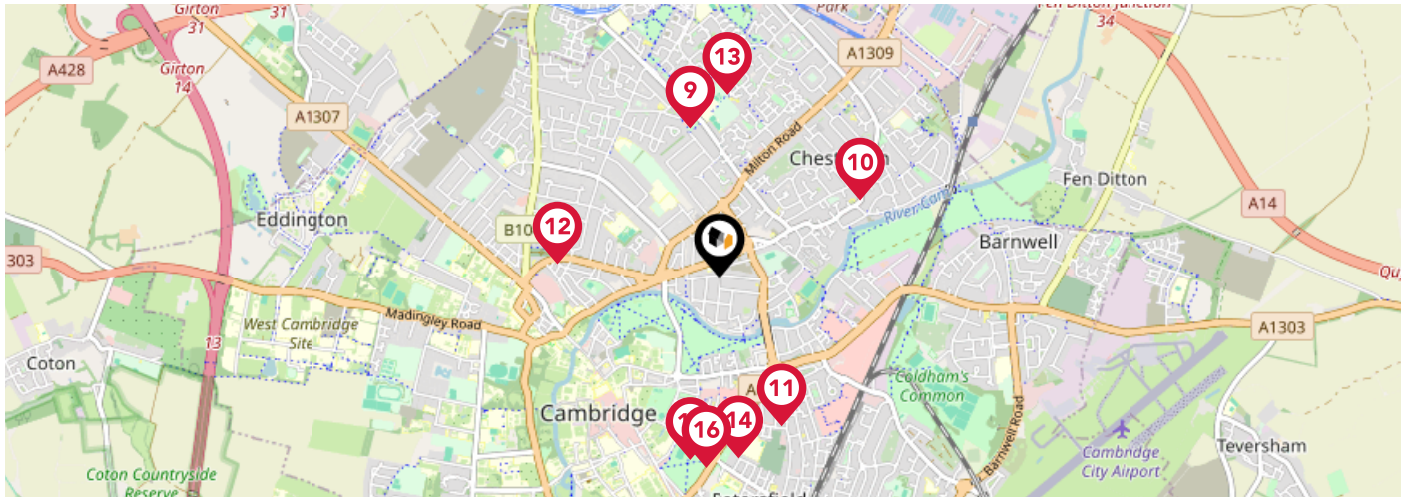 Girton
31
31
Fen Ditton Junction
34
Park
A428
Girton
14
A1309
13
9
A1307
Milton Road
10
Fen Ditton
A14
Eddington
12
River Cam
Barnwell
303
West Cambridge
Site
Madingley Road
13
A1303
Coton
Coldham's
Common
11
Cambridge
16
14
Barnwell Road
Cambridge
City Airport
Teversham
Coton Countryside
Reserve